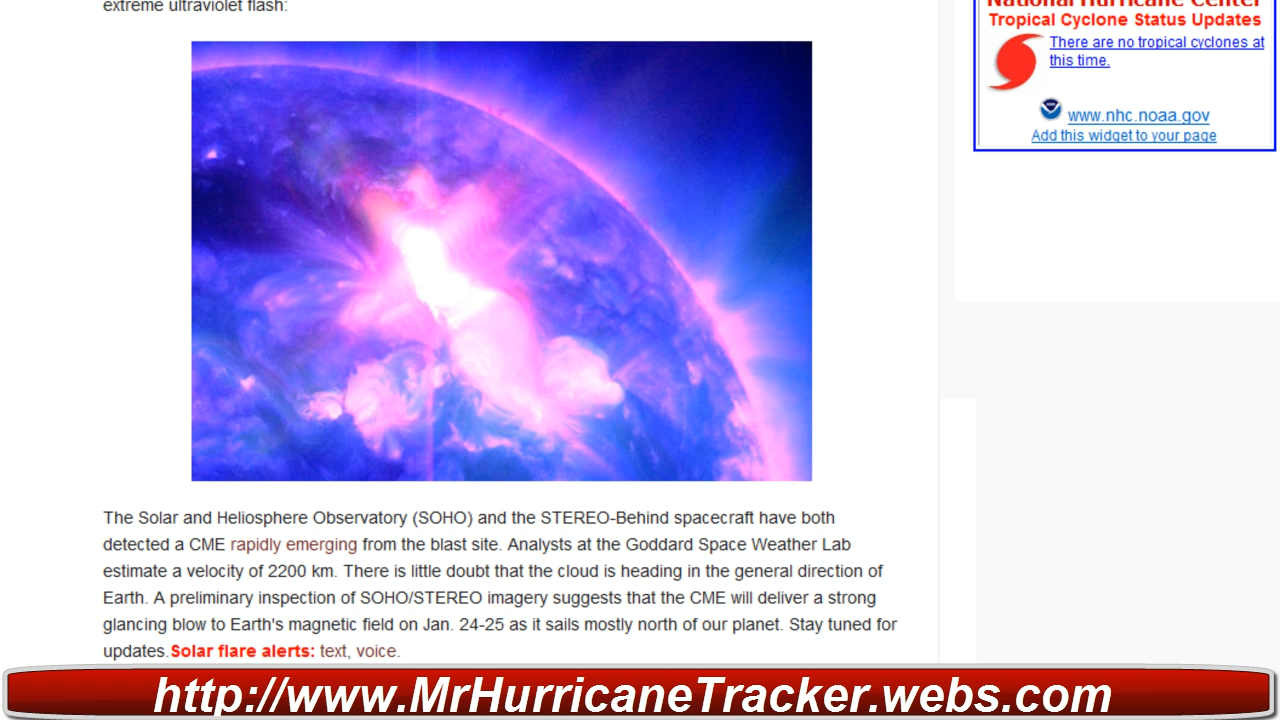 extreme ultraviolet flash:
The Solar and Heliosphere Observatory (SOHO) and the STEREO-Behind spacecraft have both
detected a CME rapidly emerging from the blast site. Analysts at the Goddard Space Weather Lab
estimate a velocity of 2200 km. There is little doubt that the cloud is heading in the general direction of
Earth. A preliminary inspection of SOHO/STEREO imagery suggests that the CME will deliver a strong
glancing blow to Earth's magnetic field on Jan. 24-25 as it sails mostly north of our planet. Stay tuned for
updates.Solar flare alerts: text, voice.
National Hurricane Center
Tropical Cyclone Status Updates
There are no tropical cyclones at
this time.
www.nhc.noaa.gov
Add this widget to your page
http://www.MrHurricaneTracker.webs.com